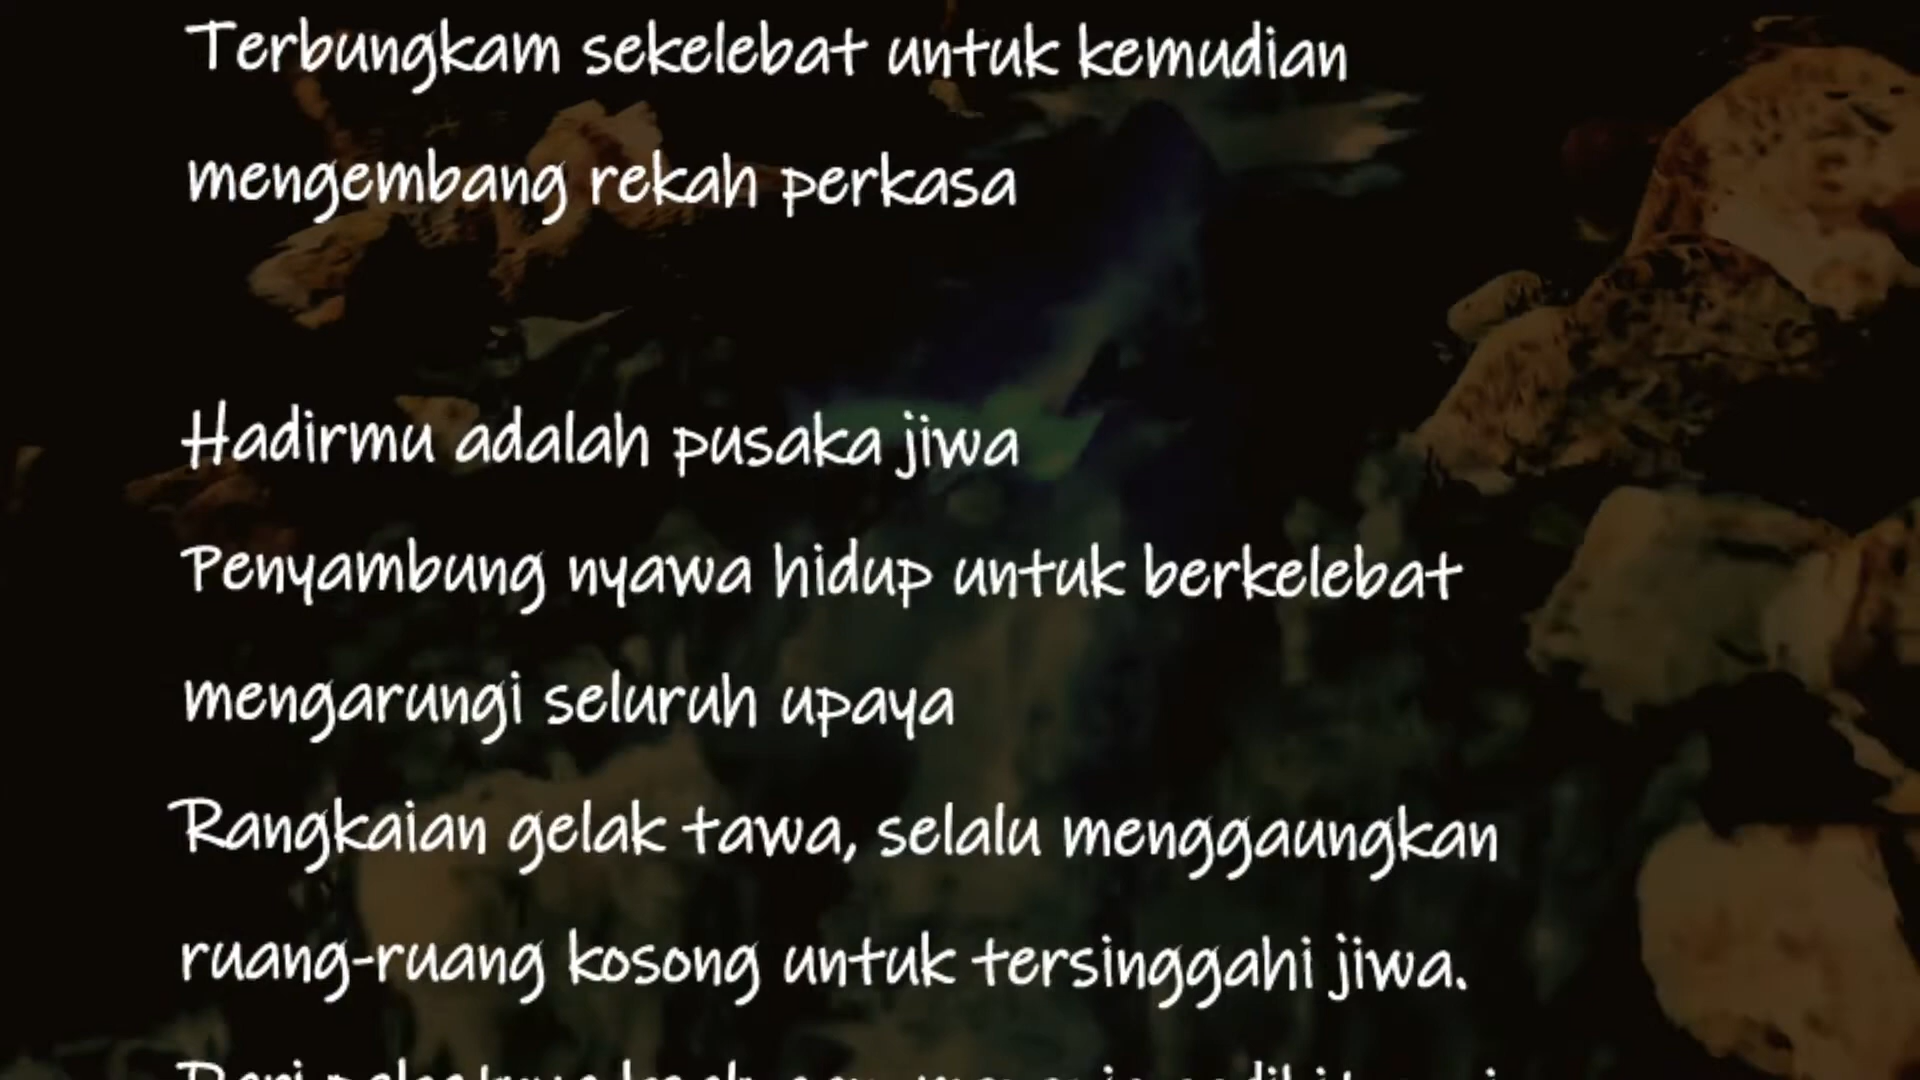 Terbungkam sekelebat untuk kemudian
mengembang rekah perkasa
Hadirmu adalah pusaka jiwa
Penyambung nyawa hidup untuk berkelebat
mengarungi seluruh upaya
Rangkaian gelak tawa, selalu menggaungkan
ruang-ruang kosong untuk tersinggahi jiwa.